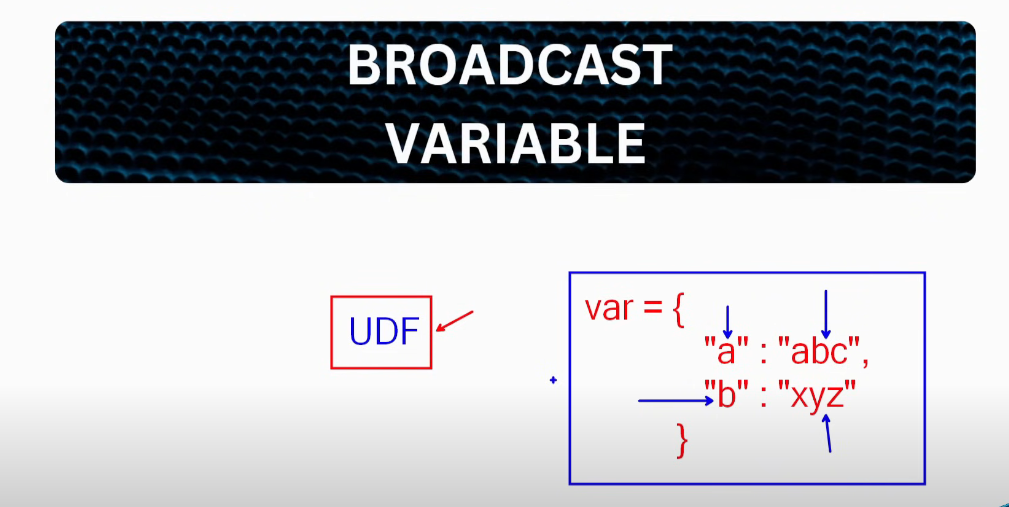 BROADCAST
VARIABLE
UDF
var = {
"a" : "abc",
"b" : "xyz"
}